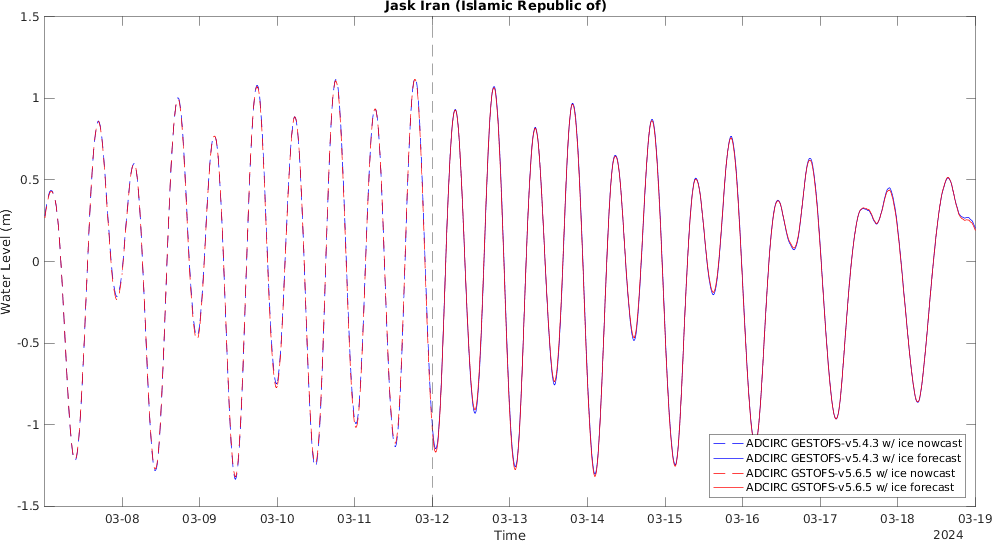 Jask Iran (Islamic Republic of)
1.5
1
0.5
0
-0.5
-1
-1.5
Water Level (m)
ADCIRC GESTOFS-v5.4.3 w/ ice nowcast
ADCIRC GESTOFS-v5.4.3 w/ ice forecast
ADCIRC GSTOFS-v5.6.5 w/ ice nowcast
ADCIRC GSTOFS-v5.6.5 w/ ice forecast
03-08 03-09 03-10 03-11 03-12 03-13 03-14 03-15 03-16 03-17 03-18 03-19
Time
2024